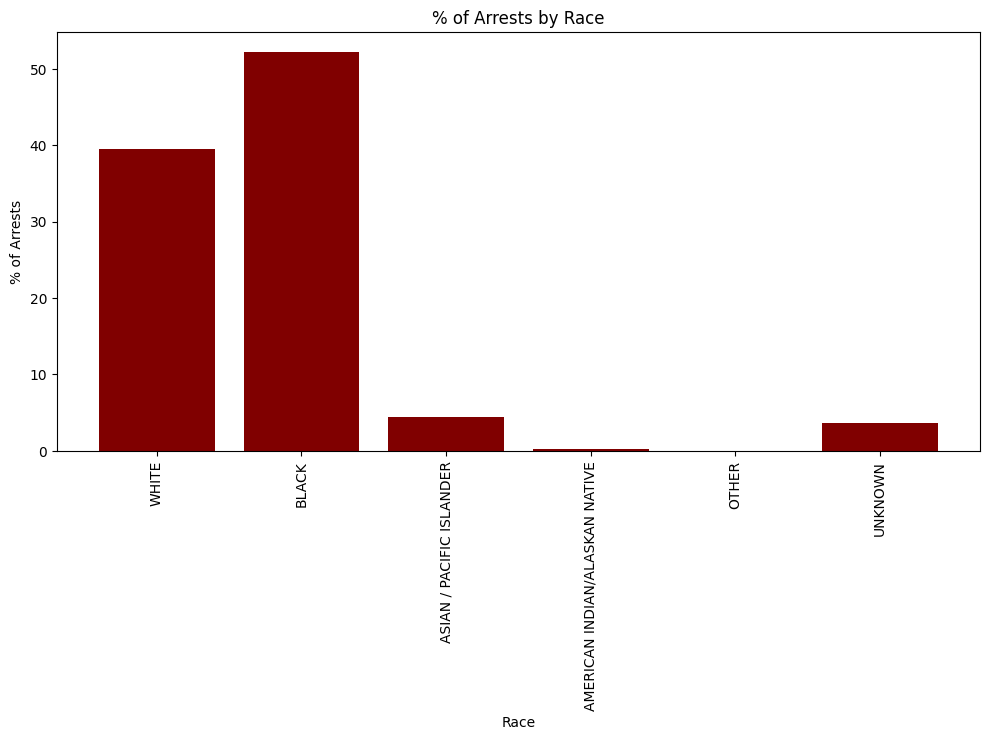 % of Arrests by Race
% of Arrests
50
40
30
20
10
0
WHITE
BLACK
ASIAN / PACIFIC ISLANDER
AMERICAN INDIAN/ALASKAN NATIVE
OTHER
UNKNOWN
Race